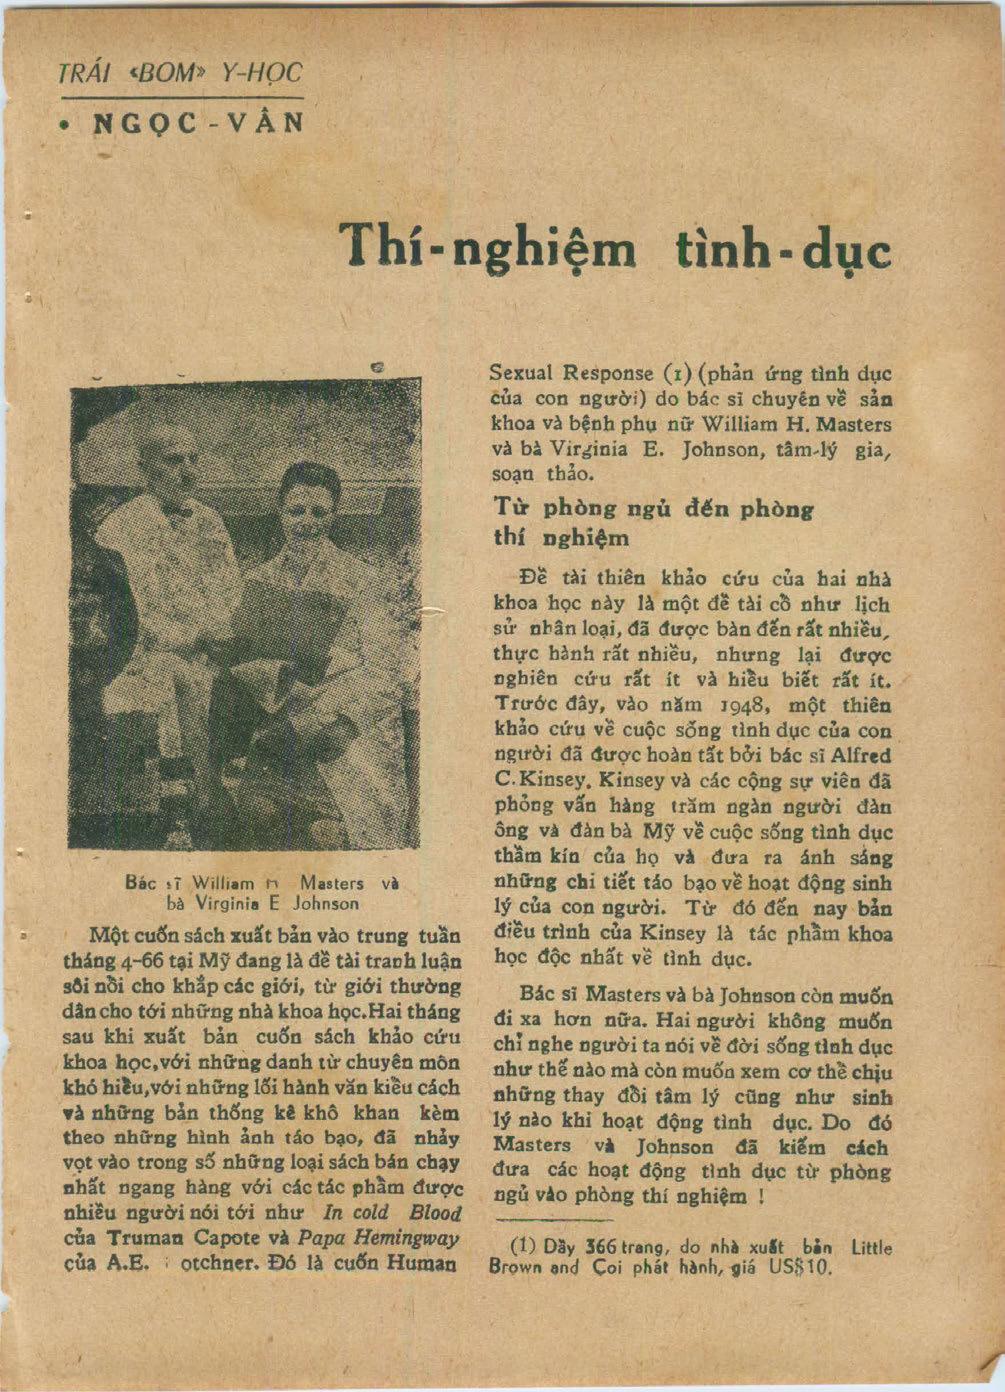 TRÁI «BOM» Y-HỌC
• NGỌC-VÂN
Thí-nghiệm tình-dục
Bác sĩ William Masters và
bà Virginia E Johnson
Một cuốn sách xuất bản vào trung tuần
tháng 4-66 tại Mỹ đang là đề tài tranh luận
sôi nổi cho khắp các giới, từ giới thường
dân cho tới những nhà khoa học. Hai tháng
sau khi xuất bản cuốn sách khảo cứu
khoa học, với những danh từ chuyên môn
khó hiểu, với những lối hành văn kiểu cách
và những bản thống kê khô khan kèm
theo những hình ảnh táo bạo, đã nhảy
vọt vào trong số những loại sách bán chạy
nhất ngang hàng với các tác phẩm được
nhiều người nói tới như In cold Blood
của Truman Capote và Papa Hemingway
của A.E. otchner. Đó là cuốn Human
Sexual Response (1) (phản ứng tình dục
của con người) do bác sĩ chuyên về sản
khoa và bệnh phụ nữ William H. Masters
và bà Virginia E. Johnson, tâm-lý gia,
soạn thảo.
Từ phòng ngủ đến phòng
thí nghiệm
Đề tài thiên khảo cứu của hai nhà
khoa học này là một đề tài cổ như lịch
sử nhân loại, đã được bàn đến rất nhiều,
thực hành rất nhiều, nhưng lại được
nghiên cứu rất ít và hiểu biết rất ít.
Trước đây, vào năm 1948, một thiên
khảo cứu về cuộc sống tình dục của con
người đã được hoàn tất bởi bác sĩ Alfred
C. Kinsey. Kinsey và các cộng sự viên đã
phỏng vấn hàng trăm ngàn người đàn
ông và đàn bà Mỹ về cuộc sống tình dục
thầm kín của họ và đưa ra ánh sáng
những chi tiết táo bạo về hoạt động sinh
lý của con người. Từ đó đến nay bản
điều trình của Kinsey là tác phẩm khoa
học độc nhất về tình dục.
Bác sĩ Masters và bà Johnson còn muốn
đi xa hơn nữa. Hai người không muốn
chỉ nghe người ta nói về đời sống tình dục
như thế nào mà còn muốn xem cơ thể chịu
những thay đổi tâm lý cũng như sinh
lý nào khi hoạt động tình dục. Do đó
Masters và Johnson đã kiếm cách
đưa các hoạt động tình dục từ phòng
ngủ vào phòng thí nghiệm !
(1) Dầy 366 trang, do nhà xuất bản Little
Brown and Coi phát hành, giá US$10.